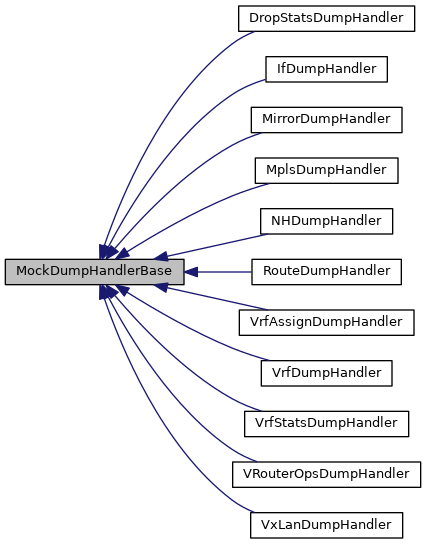 DropStatsDumpHandler
IfDumpHandler
MirrorDumpHandler
MplsDumpHandler
NHDumpHandler
MockDumpHandlerBase
RouteDumpHandler
VrfAssignDumpHandler
VrfDumpHandler
VrfStatsDumpHandler
VRouterOpsDumpHandler
VxLanDumpHandler